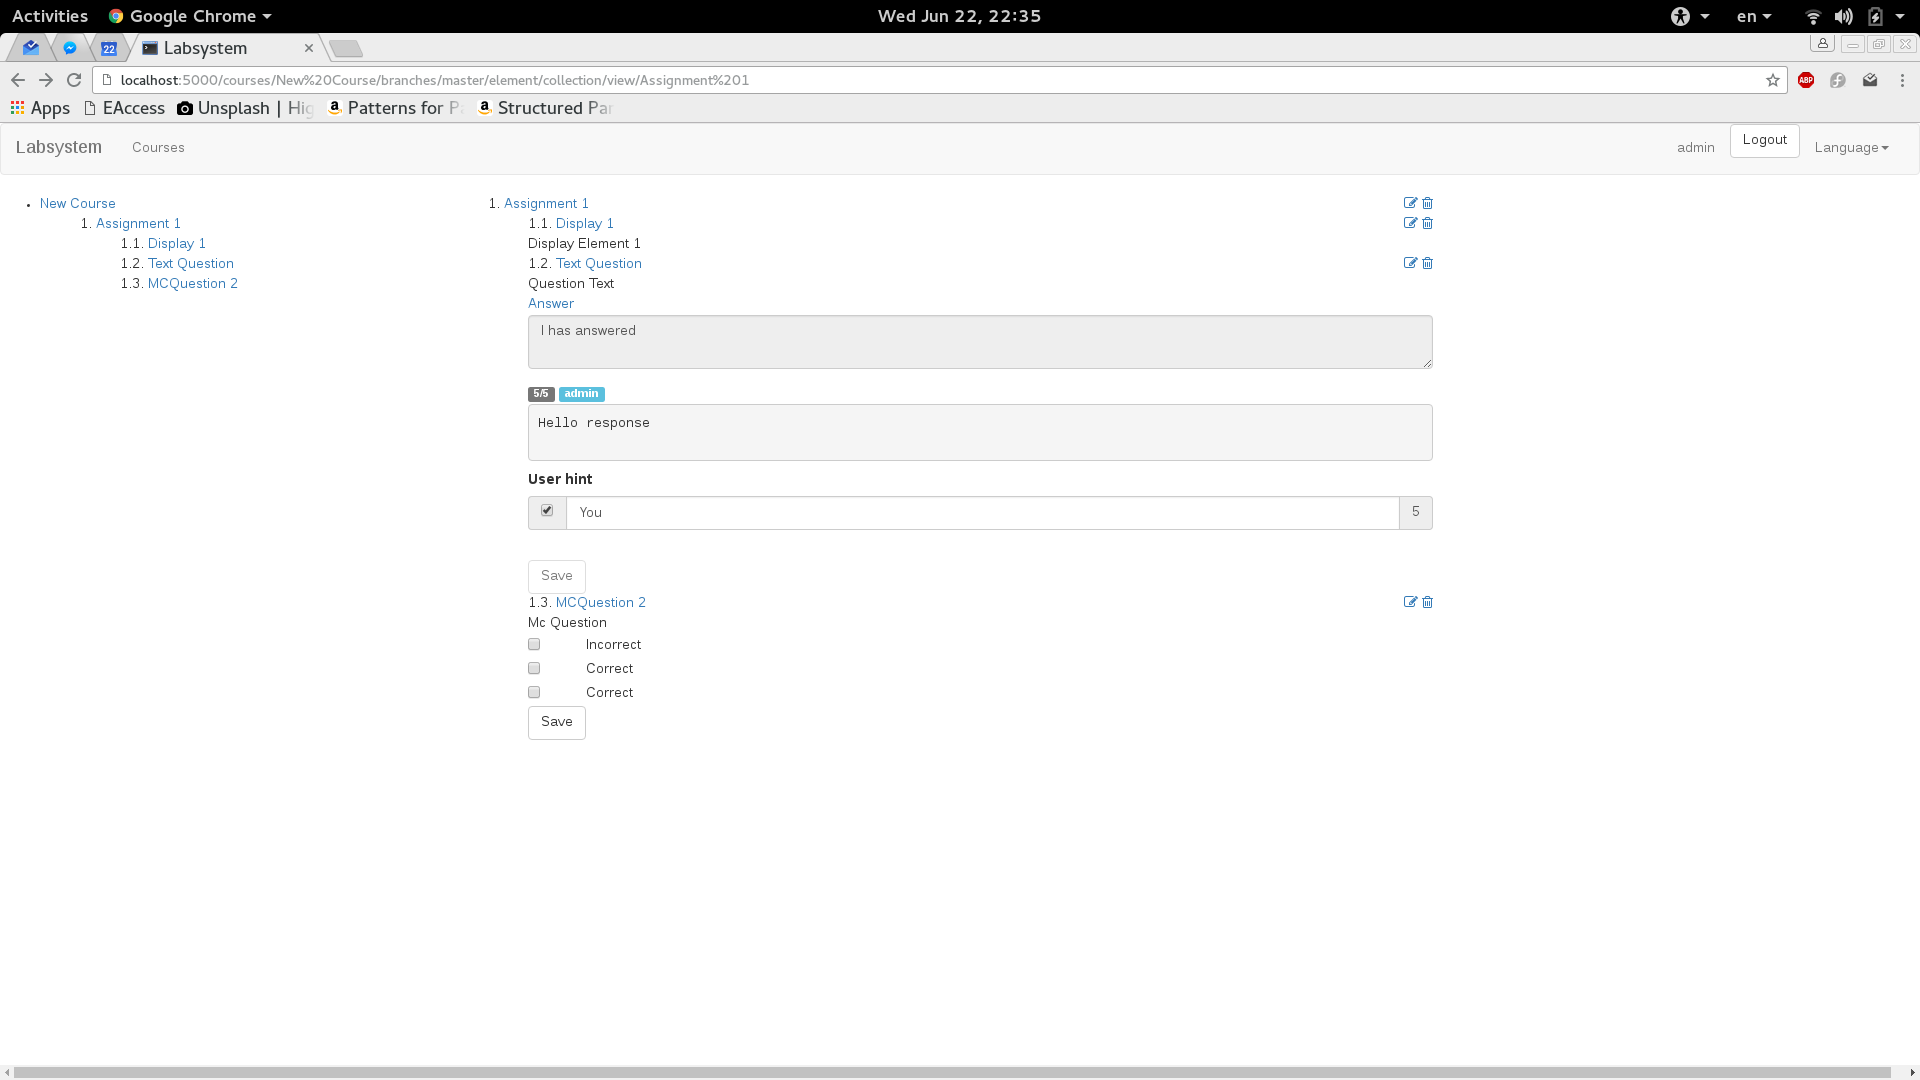 Activities Google Chrome Wed Jun 22, 22:35 en
22 Labsystem
localhost:5000/courses/New%20Course/branches/master/element/collection/view/Assignment%201 ABP
Apps EAccess Unsplash | Hig Patterns for P Structured Par
Labsystem Courses admin Logout Language
New Course
1. Assignment 1
1.1. Display 1
1.2. Text Question
1.3. MCQuestion 2
1. Assignment 1
1.1. Display 1
Display Element 1
1.2. Text Question
Question Text
Answer
I has answered
5/5 admin
Hello response
User hint
You 5
Save
1.3. MCQuestion 2
Mc Question
Incorrect
Correct
Correct
Save